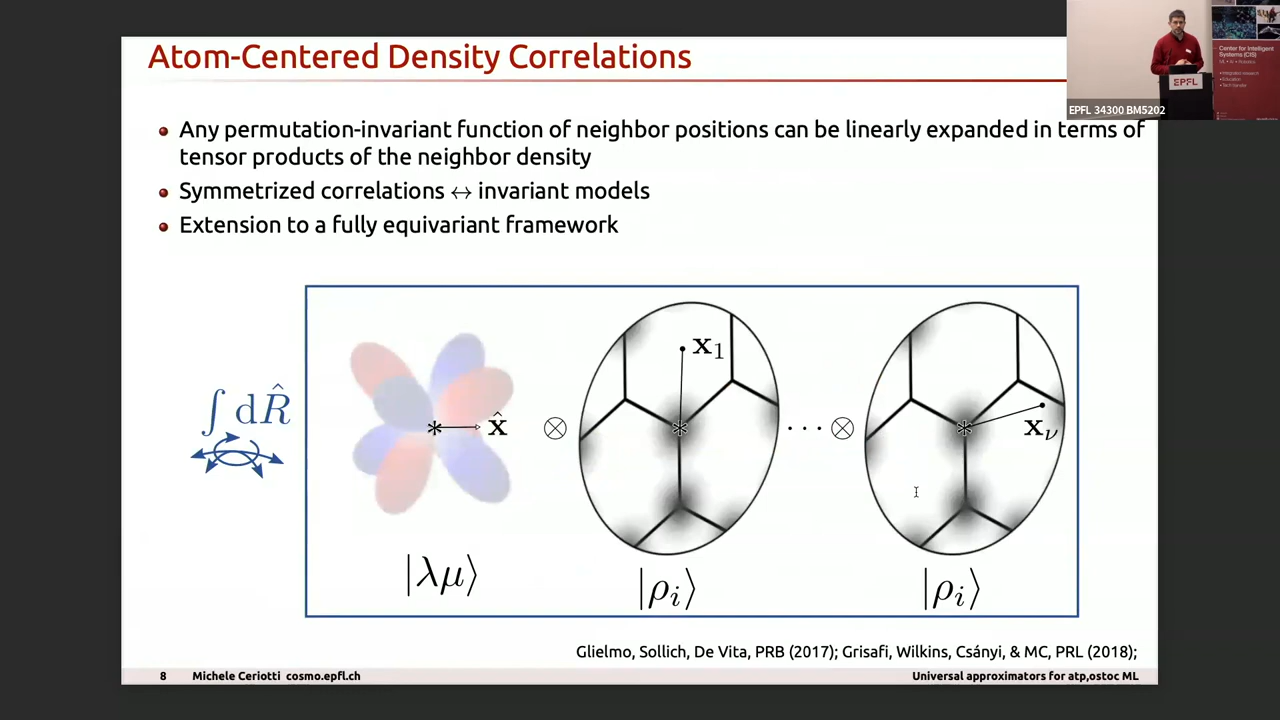 Atom-Centered Density Correlations
Any permutation-invariant function of neighbor positions can be linearly expanded in terms of
tensor products of the neighbor density
Symmetrized correlations ↔ invariant models
Extension to a fully equivariant framework
∫ dR̂
* x̂ ⊗ * x₁ ··· ⊗ * x_ν
|λμ⟩ |ρᵢ⟩ |ρᵢ⟩
Glielmo, Sollich, De Vita, PRB (2017); Grisafi, Wilkins, Csányi, & MC, PRL (2018);
8 Michele Ceriotti cosmo.epfl.ch Universal approximators for atp,ostoc ML
Center for Intelligent
Systems (CIS)
EPFL
EPFL 34300 BM5202